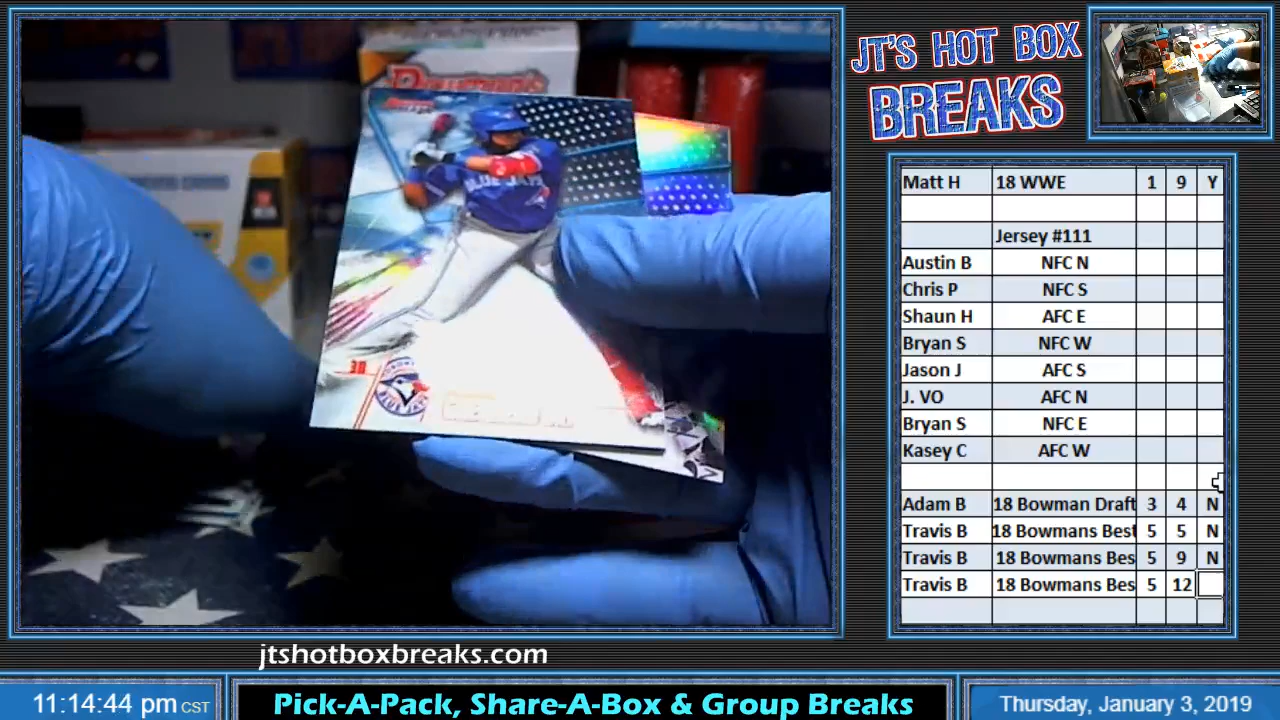 JT'S HOT BOX
BREAKS
BLUE JAYS
Matt H 18 WWE 1 9 Y
Jersey #111
Austin B NFC N
Chris P NFC S
Shaun H AFC E
Bryan S NFC W
Jason J AFC S
J. VO AFC N
Bryan S NFC E
Kasey C AFC W
Adam B 18 Bowman Draft 3 4 N
Travis B 18 Bowmans Best 5 5 N
Travis B 18 Bowmans Bes 5 9 N
Travis B 18 Bowmans Bes 5 12
jtshotboxbreaks.com
11:14:44 pm CST
Pick-A-Pack, Share-A-Box & Group Breaks
Thursday, January 3, 2019